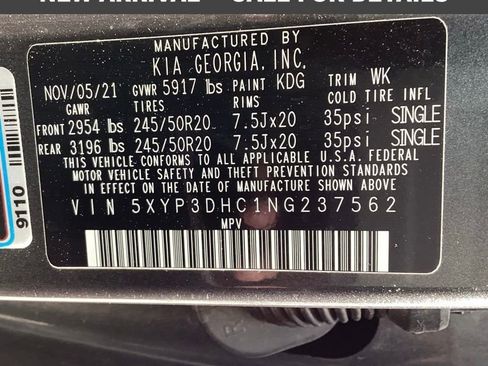 MANUFACTURED BY
KIA GEORGIA, INC.
NOV/05/21 GVWR 5917 lbs PAINT KDG TRIM WK
GAWR TIRES RIMS COLD TIRE INFL
FRONT 2954 lbs 245/50R20 7.5Jx20 35psi SINGLE
REAR 3196 lbs 245/50R20 7.5Jx20 35psi SINGLE
THIS VEHICLE CONFORMS TO ALL APPLICABLE U.S.A. FEDERAL
MOTOR VEHICLE SAFETY AND THEFT PREVENTION STANDARDS
IN EFFECT ON THE DATE OF MANUFACTURE SHOWN ABOVE.
VIN 5XYP3DHC1NG237562
MPV
9110